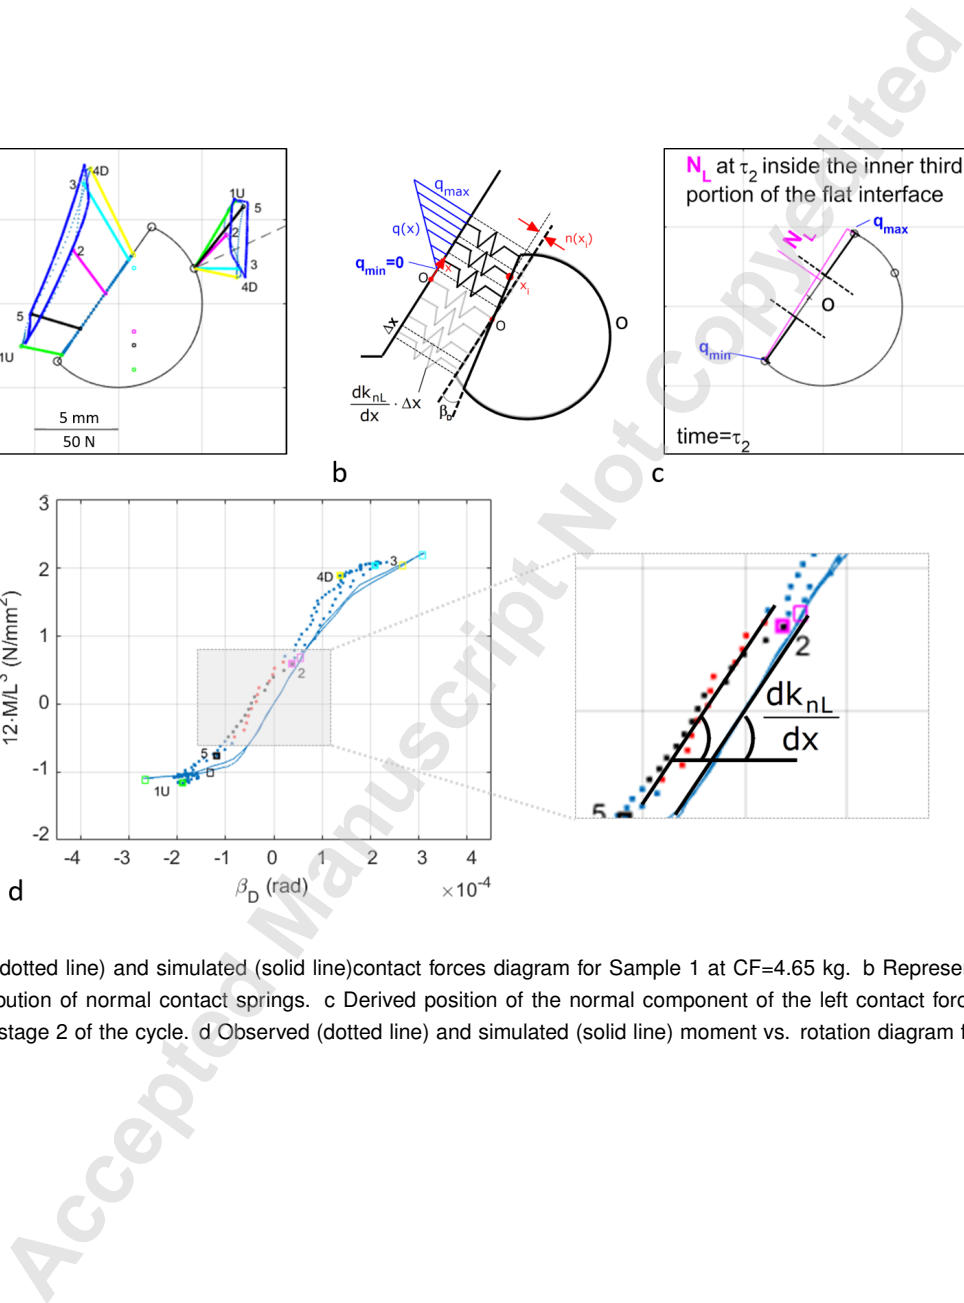 3
4D
2
5
1U
1U
5
2
3
4D
5 mm
50 N
q_max
q(x)
q_min=0
n(x_i)
x
O
x_i
O
O
Δx
dk_nL/dx · Δx
β_D
b
N_L at τ_2 inside the inner third
portion of the flat interface
q_max
N_L
O
q_min
time=τ_2
c
3
2
1
0
-1
-2
12·M/L^3 (N/mm^2)
4D
3
2
5
1U
-4 -3 -2 -1 0 1 2 3 4
β_D (rad)
×10^-4
d
2
dk_nL
dx
5
dotted line) and simulated (solid line)contact forces diagram for Sample 1 at CF=4.65 kg. b Represe
bution of normal contact springs. c Derived position of the normal component of the left contact forc
stage 2 of the cycle. d Observed (dotted line) and simulated (solid line) moment vs. rotation diagram f
Accepted Manuscript Not Copyedited